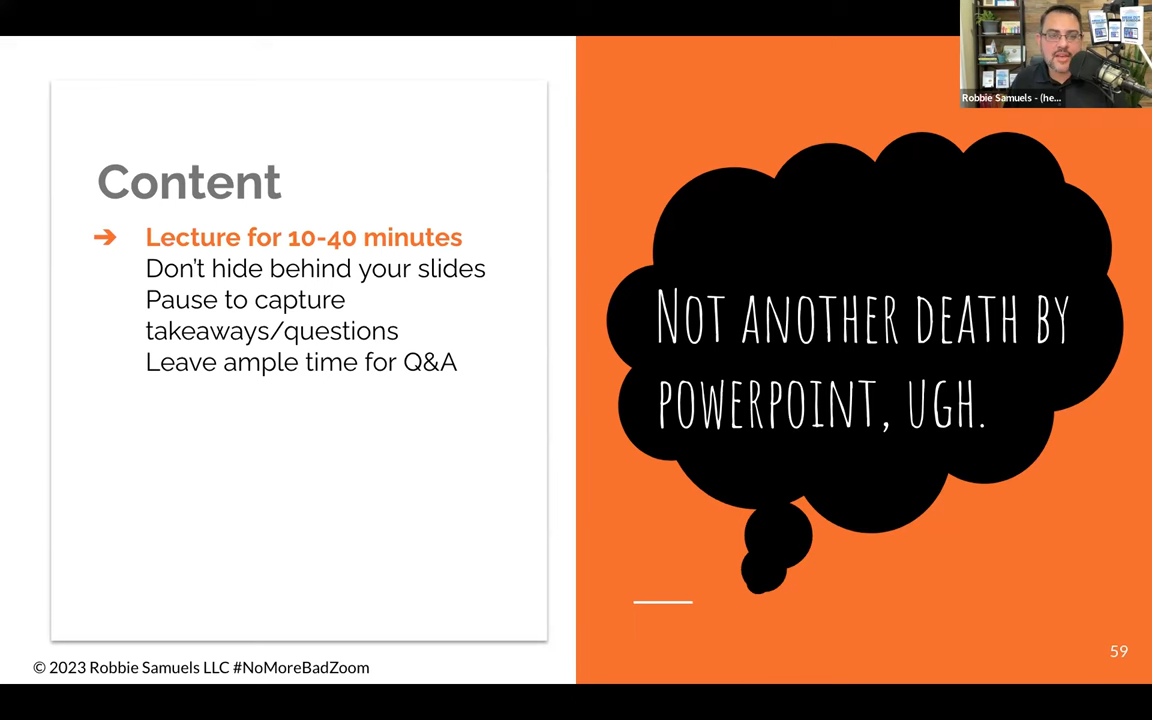 Robbie Samuels - (he...
Content
➔ Lecture for 10-40 minutes
Don't hide behind your slides
Pause to capture
takeaways/questions
Leave ample time for Q&A
NOT ANOTHER DEATH BY
POWERPOINT, UGH.
59
© 2023 Robbie Samuels LLC #NoMoreBadZoom